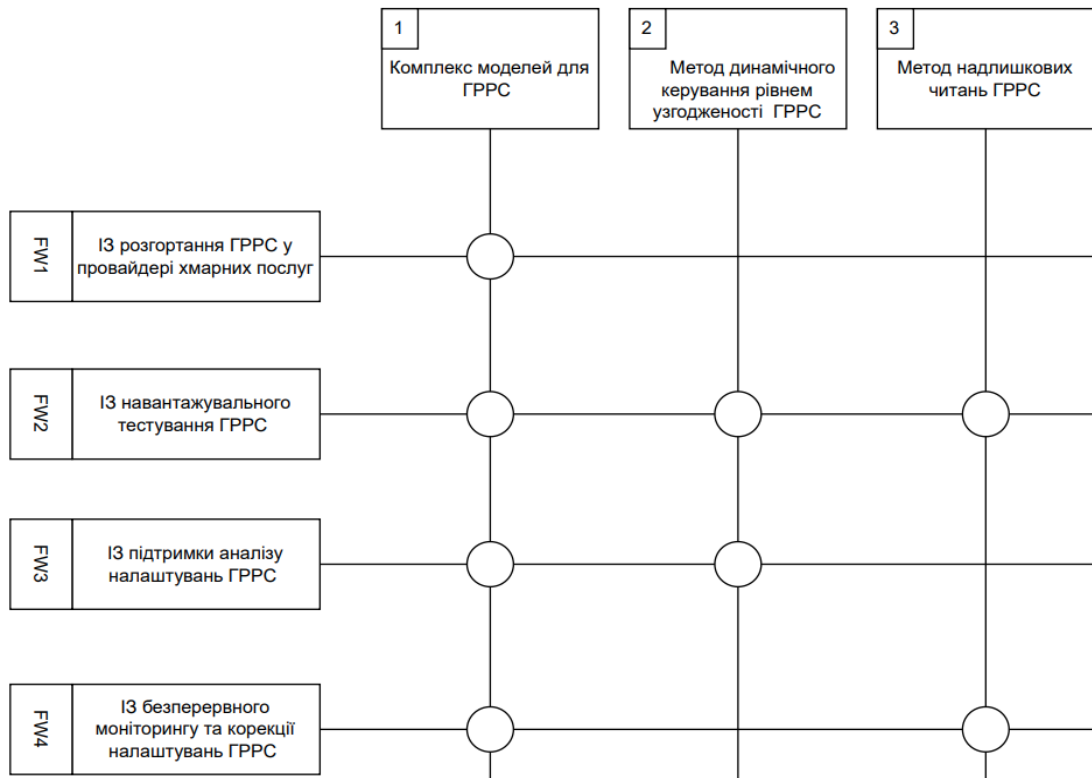 1
Комплекс моделей для
ГРРС
2
Метод динамічного
керування рівнем
узгодженості ГРРС
3
Метод надлишкових
читань ГРРС
FW1
ІЗ розгортання ГРРС у
провайдері хмарних послуг
FW2
ІЗ навантажувального
тестування ГРРС
FW3
ІЗ підтримки аналізу
налаштувань ГРРС
FW4
ІЗ безперервного
моніторингу та корекції
налаштувань ГРРС